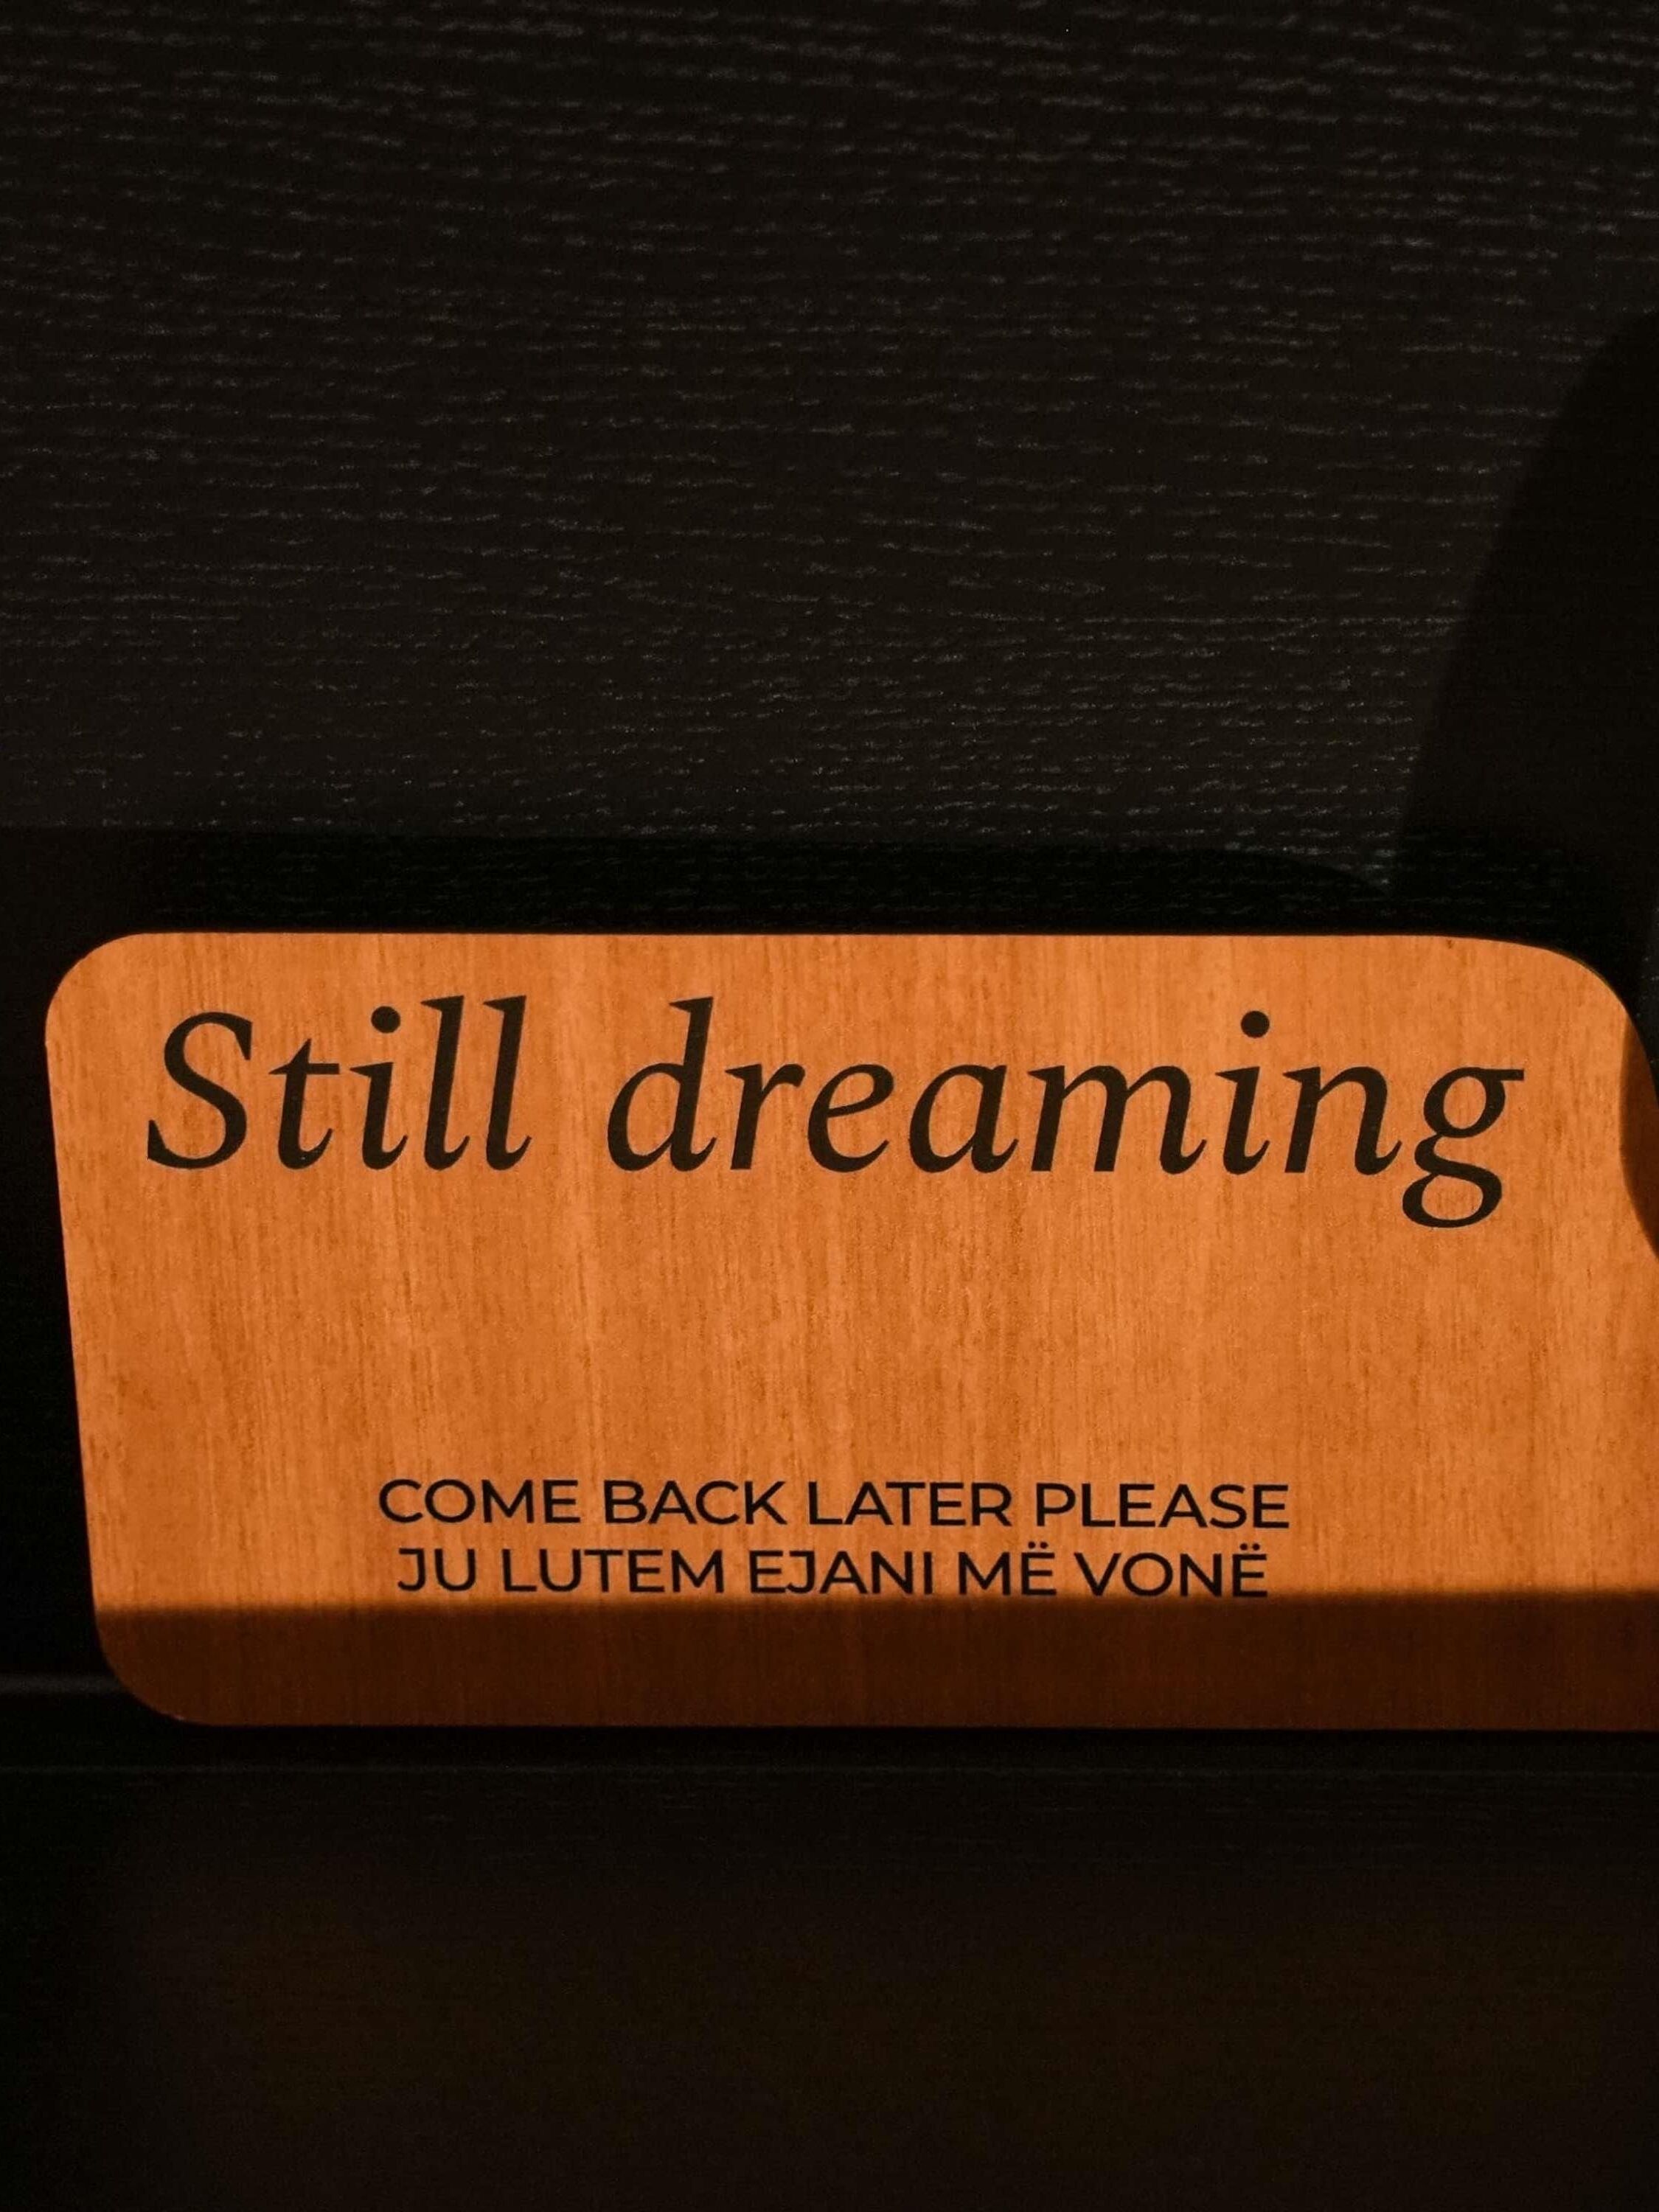 Still dreaming
COME BACK LATER PLEASE
JU LUTEM EJANI MË VONË